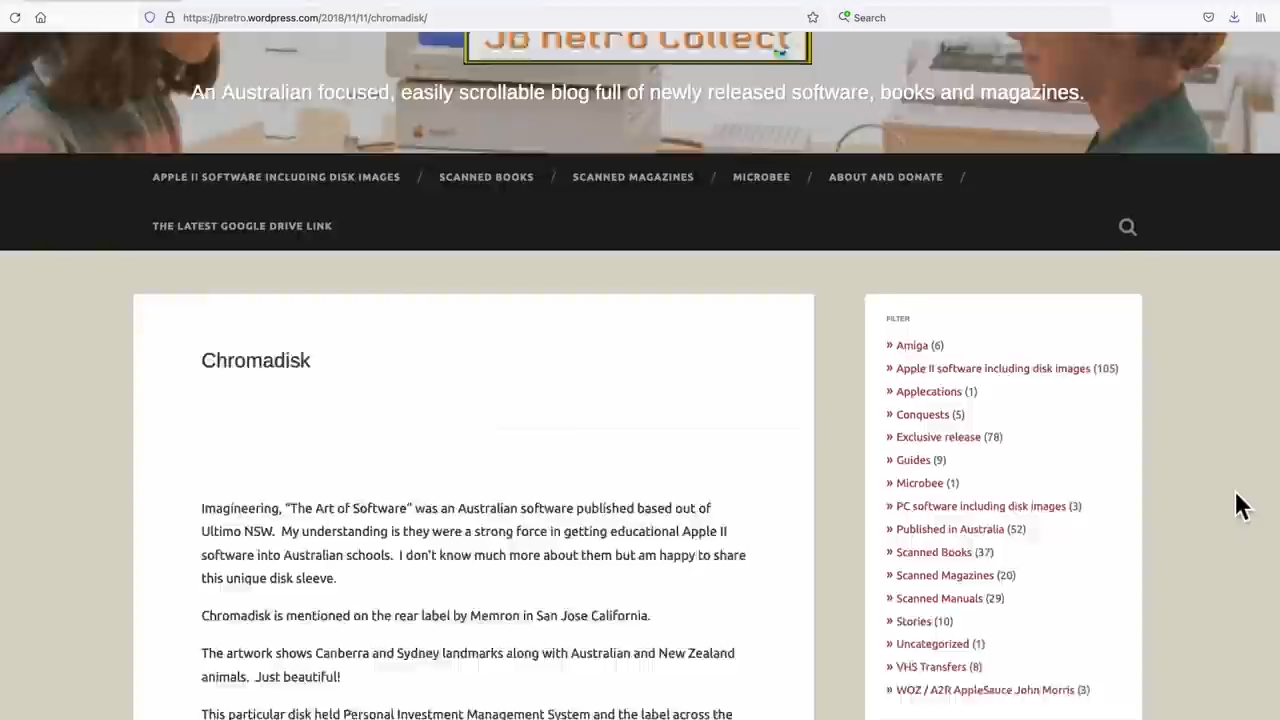 https://jbretro.wordpress.com/2018/11/11/chromadisk/
Search
Jb Retro Collect
An Australian focused, easily scrollable blog full of newly released software, books and magazines.
APPLE II SOFTWARE INCLUDING DISK IMAGES / SCANNED BOOKS / SCANNED MAGAZINES / MICROBEE / ABOUT AND DONATE /
THE LATEST GOOGLE DRIVE LINK
Chromadisk
Imagineering, “The Art of Software” was an Australian software published based out of
Ultimo NSW. My understanding is they were a strong force in getting educational Apple II
software into Australian schools. I don’t know much more about them but am happy to share
this unique disk sleeve.
Chromadisk is mentioned on the rear label by Memron in San Jose California.
The artwork shows Canberra and Sydney landmarks along with Australian and New Zealand
animals. Just beautiful!
This particular disk held Personal Investment Management System and the label across the
FILTER
» Amiga (6)
» Apple II software including disk images (105)
» Applecations (1)
» Conquests (5)
» Exclusive release (78)
» Guides (9)
» Microbee (1)
» PC software including disk images (3)
» Published in Australia (52)
» Scanned Books (37)
» Scanned Magazines (20)
» Scanned Manuals (29)
» Stories (10)
» Uncategorized (1)
» VHS Transfers (8)
» WOZ / A2R AppleSauce John Morris (3)